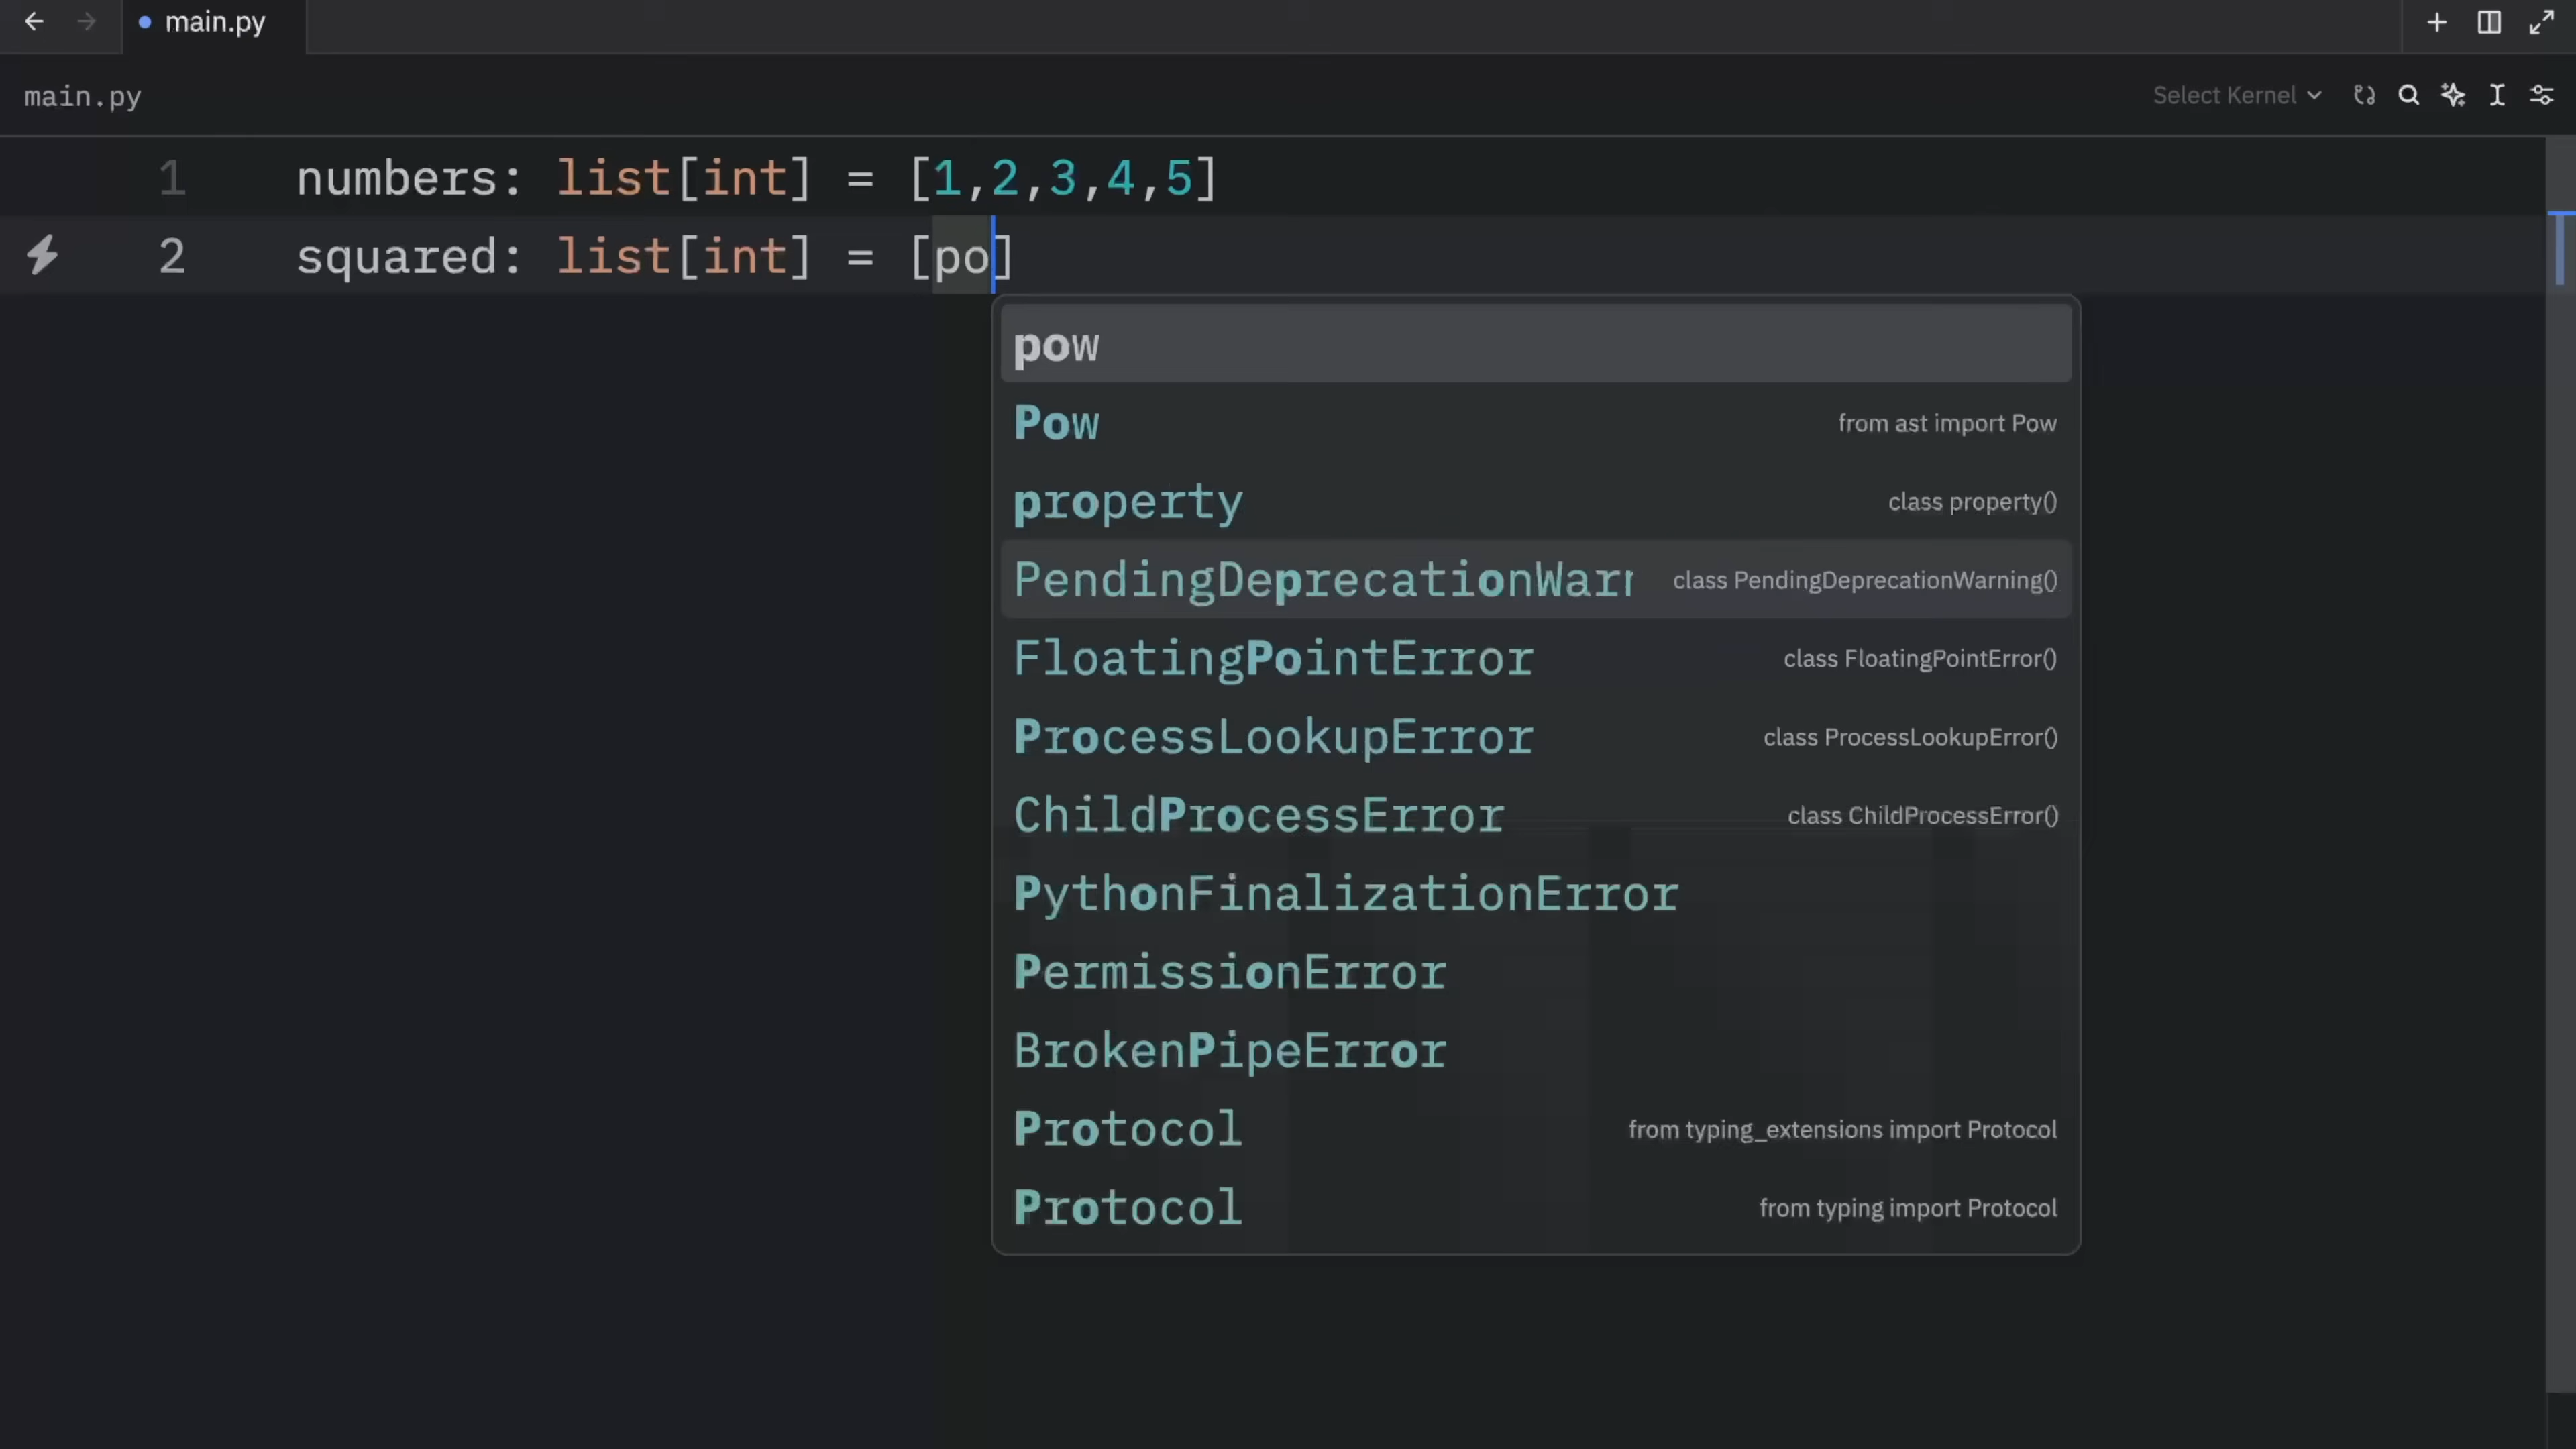 main.py
main.py
Select Kernel
1 numbers: list[int] = [1,2,3,4,5]
2 squared: list[int] = [po]
pow
Pow from ast import Pow
property class property()
PendingDeprecationWarr class PendingDeprecationWarning()
FloatingPointError class FloatingPointError()
ProcessLookupError class ProcessLookupError()
ChildProcessError class ChildProcessError()
PythonFinalizationError
PermissionError
BrokenPipeError
Protocol from typing_extensions import Protocol
Protocol from typing import Protocol